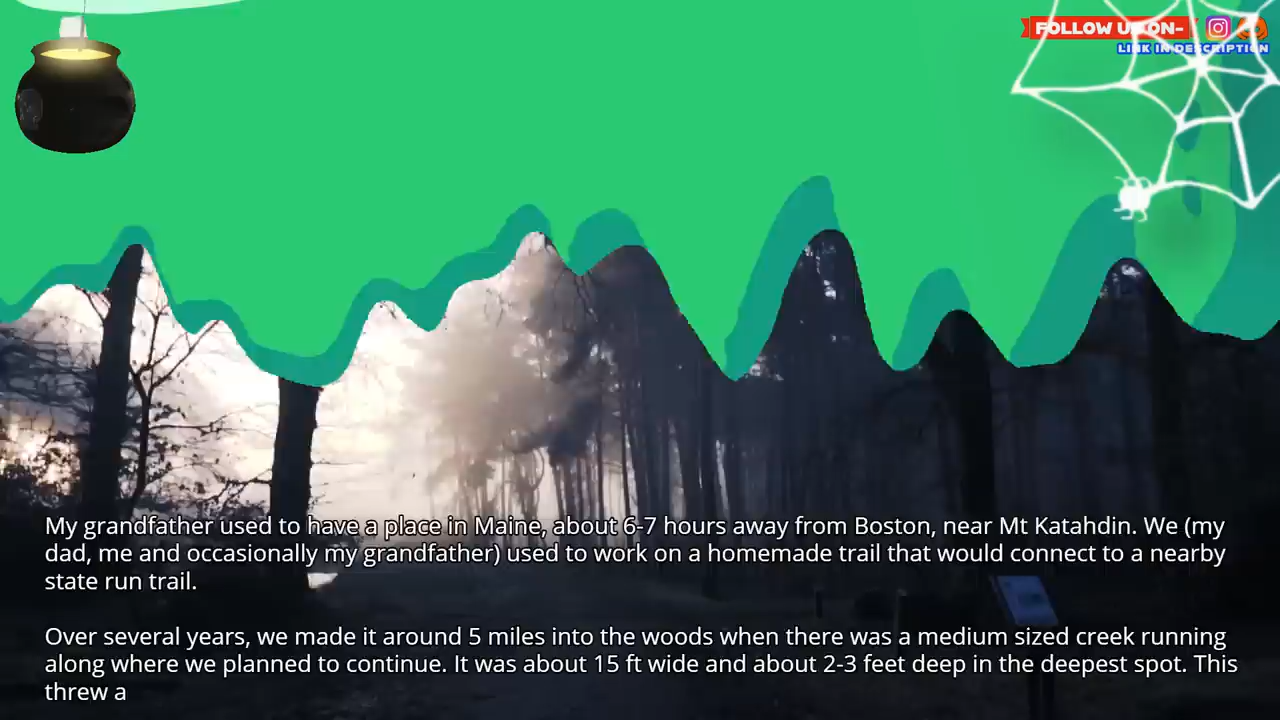 FOLLOW US ON-
LINK IN DESCRIPTION
My grandfather used to have a place in Maine, about 6-7 hours away from Boston, near Mt Katahdin. We (my
dad, me and occasionally my grandfather) used to work on a homemade trail that would connect to a nearby
state run trail.
Over several years, we made it around 5 miles into the woods when there was a medium sized creek running
along where we planned to continue. It was about 15 ft wide and about 2-3 feet deep in the deepest spot. This
threw a